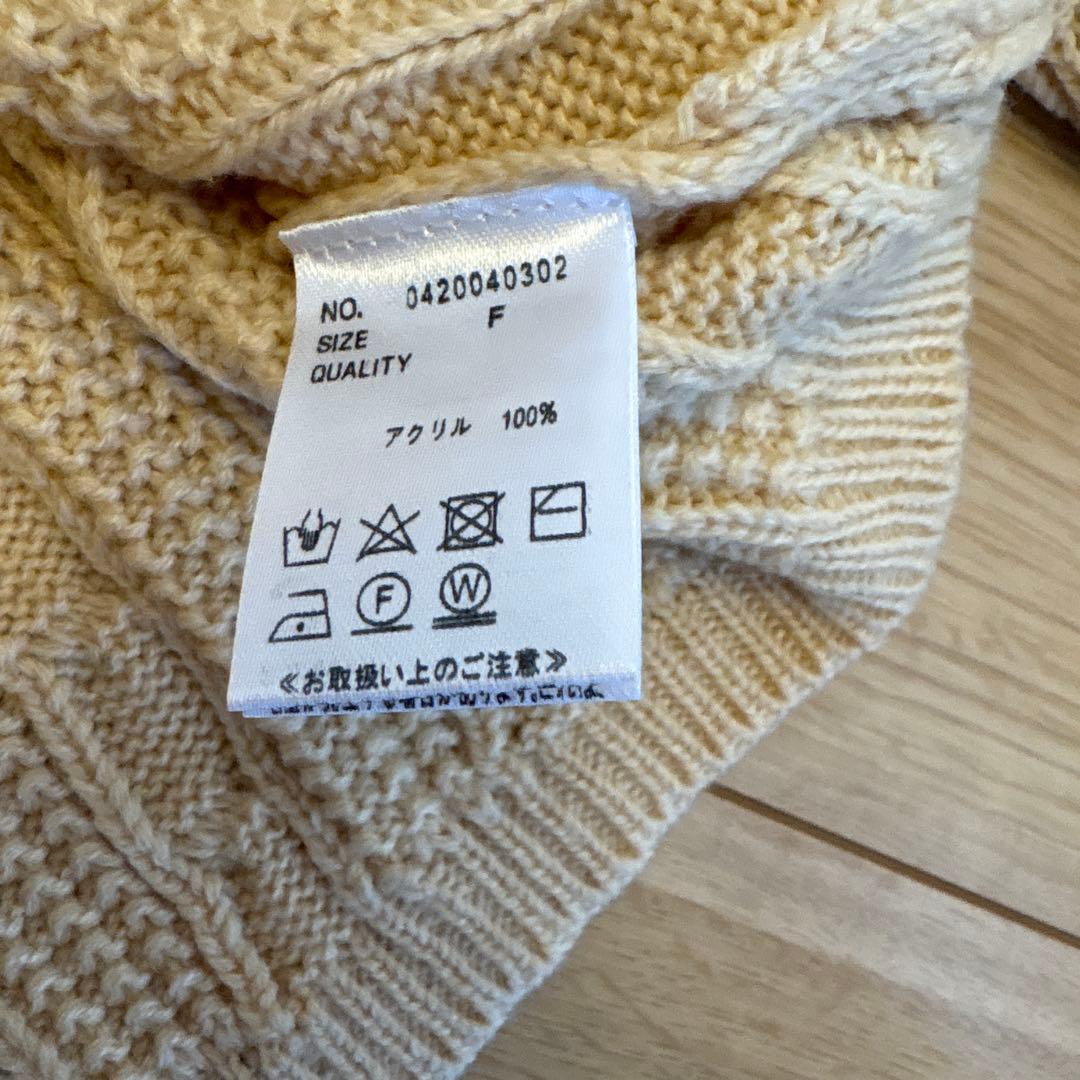 NO. 0420040302
SIZE F
QUALITY
アクリル 100%
F W
≪お取扱い上のご注意≫